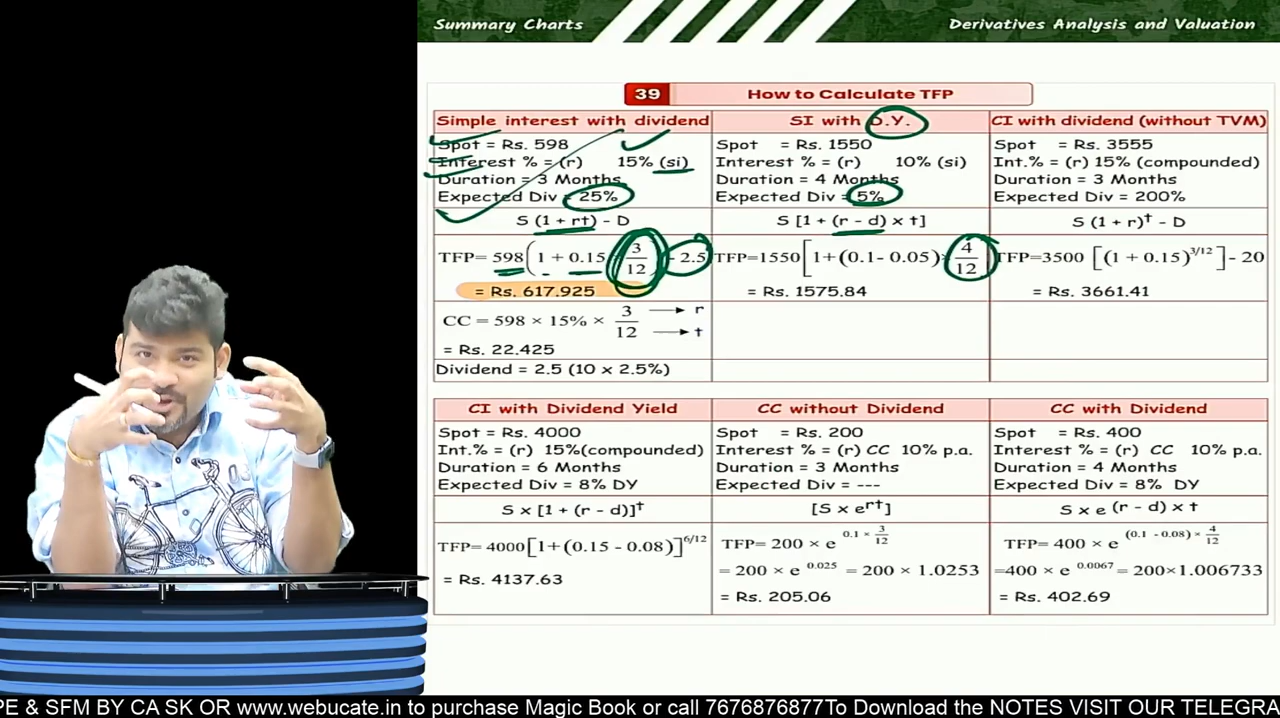 Summary Charts
Derivatives Analysis and Valuation
39 How to Calculate TFP
Simple interest with dividend
Spot = Rs. 598
Interest % = (r) 15% (si)
Duration = 3 Months
Expected Div = 25%
S (1 + rt) - D
TFP= 598 (1 + 0.15 3/12) - 2.5
= Rs. 617.925
CC = 598 × 15% × 3/12 → r → t
= Rs. 22.425
Dividend = 2.5 (10 x 2.5%)
SI with D.Y.
Spot = Rs. 1550
Interest % = (r) 10% (si)
Duration = 4 Months
Expected Div = 5%
S [1 + (r - d) x t]
TFP=1550 [1+(0.1- 0.05) 4/12]
= Rs. 1575.84
CI with dividend (without TVM)
Spot = Rs. 3555
Int.% = (r) 15% (compounded)
Duration = 3 Months
Expected Div = 200%
S (1 + r)ᵗ - D
TFP=3500 [(1 + 0.15)^3/12] - 20
= Rs. 3661.41
CI with Dividend Yield
Spot = Rs. 4000
Int.% = (r) 15%(compounded)
Duration = 6 Months
Expected Div = 8% DY
S x [1 + (r - d)]ᵗ
TFP= 4000[1+(0.15 - 0.08)]^6/12
= Rs. 4137.63
CC without Dividend
Spot = Rs. 200
Interest % = (r) CC 10% p.a.
Duration = 3 Months
Expected Div = ---
[S x e^rt]
TFP= 200 × e^0.1 × 3/12
= 200 × e^0.025 = 200 × 1.0253
= Rs. 205.06
CC with Dividend
Spot = Rs. 400
Interest % = (r) CC 10% p.a.
Duration = 4 Months
Expected Div = 8% DY
S x e^(r - d) x t
TFP= 400 × e^(0.1 - 0.08) × 4/12
=400 × e^0.0067 = 200×1.006733
= Rs. 402.69
PE & SFM BY CA SK OR www.webucate.in to purchase Magic Book or call 7676876877To Download the NOTES VISIT OUR TELEGRA